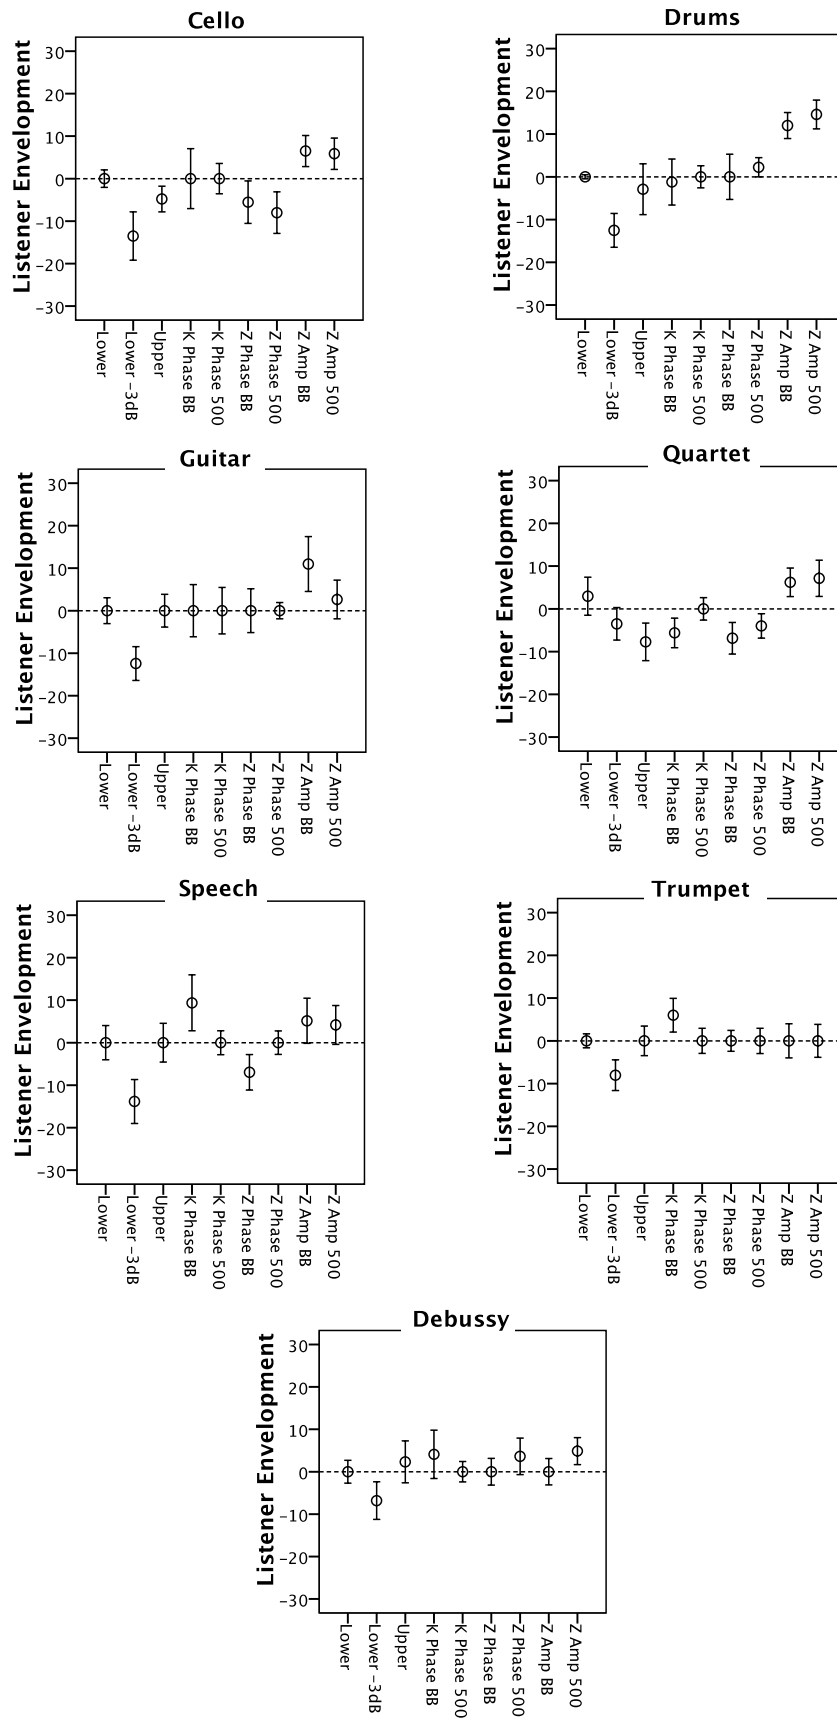 Cello
Listener Envelopment
30
20
10
0
-10
-20
-30
Lower
Lower -3dB
Upper
K Phase BB
K Phase 500
Z Phase BB
Z Phase 500
Z Amp BB
Z Amp 500
Drums
Listener Envelopment
30
20
10
0
-10
-20
-30
Lower
Lower -3dB
Upper
K Phase BB
K Phase 500
Z Phase BB
Z Phase 500
Z Amp BB
Z Amp 500
Guitar
Listener Envelopment
30
20
10
0
-10
-20
-30
Lower
Lower -3dB
Upper
K Phase BB
K Phase 500
Z Phase BB
Z Phase 500
Z Amp BB
Z Amp 500
Quartet
Listener Envelopment
30
20
10
0
-10
-20
-30
Lower
Lower -3dB
Upper
K Phase BB
K Phase 500
Z Phase BB
Z Phase 500
Z Amp BB
Z Amp 500
Speech
Listener Envelopment
30
20
10
0
-10
-20
-30
Lower
Lower -3dB
Upper
K Phase BB
K Phase 500
Z Phase BB
Z Phase 500
Z Amp BB
Z Amp 500
Trumpet
Listener Envelopment
30
20
10
0
-10
-20
-30
Lower
Lower -3dB
Upper
K Phase BB
K Phase 500
Z Phase BB
Z Phase 500
Z Amp BB
Z Amp 500
Debussy
Listener Envelopment
30
20
10
0
-10
-20
-30
Lower
Lower -3dB
Upper
K Phase BB
K Phase 500
Z Phase BB
Z Phase 500
Z Amp BB
Z Amp 500